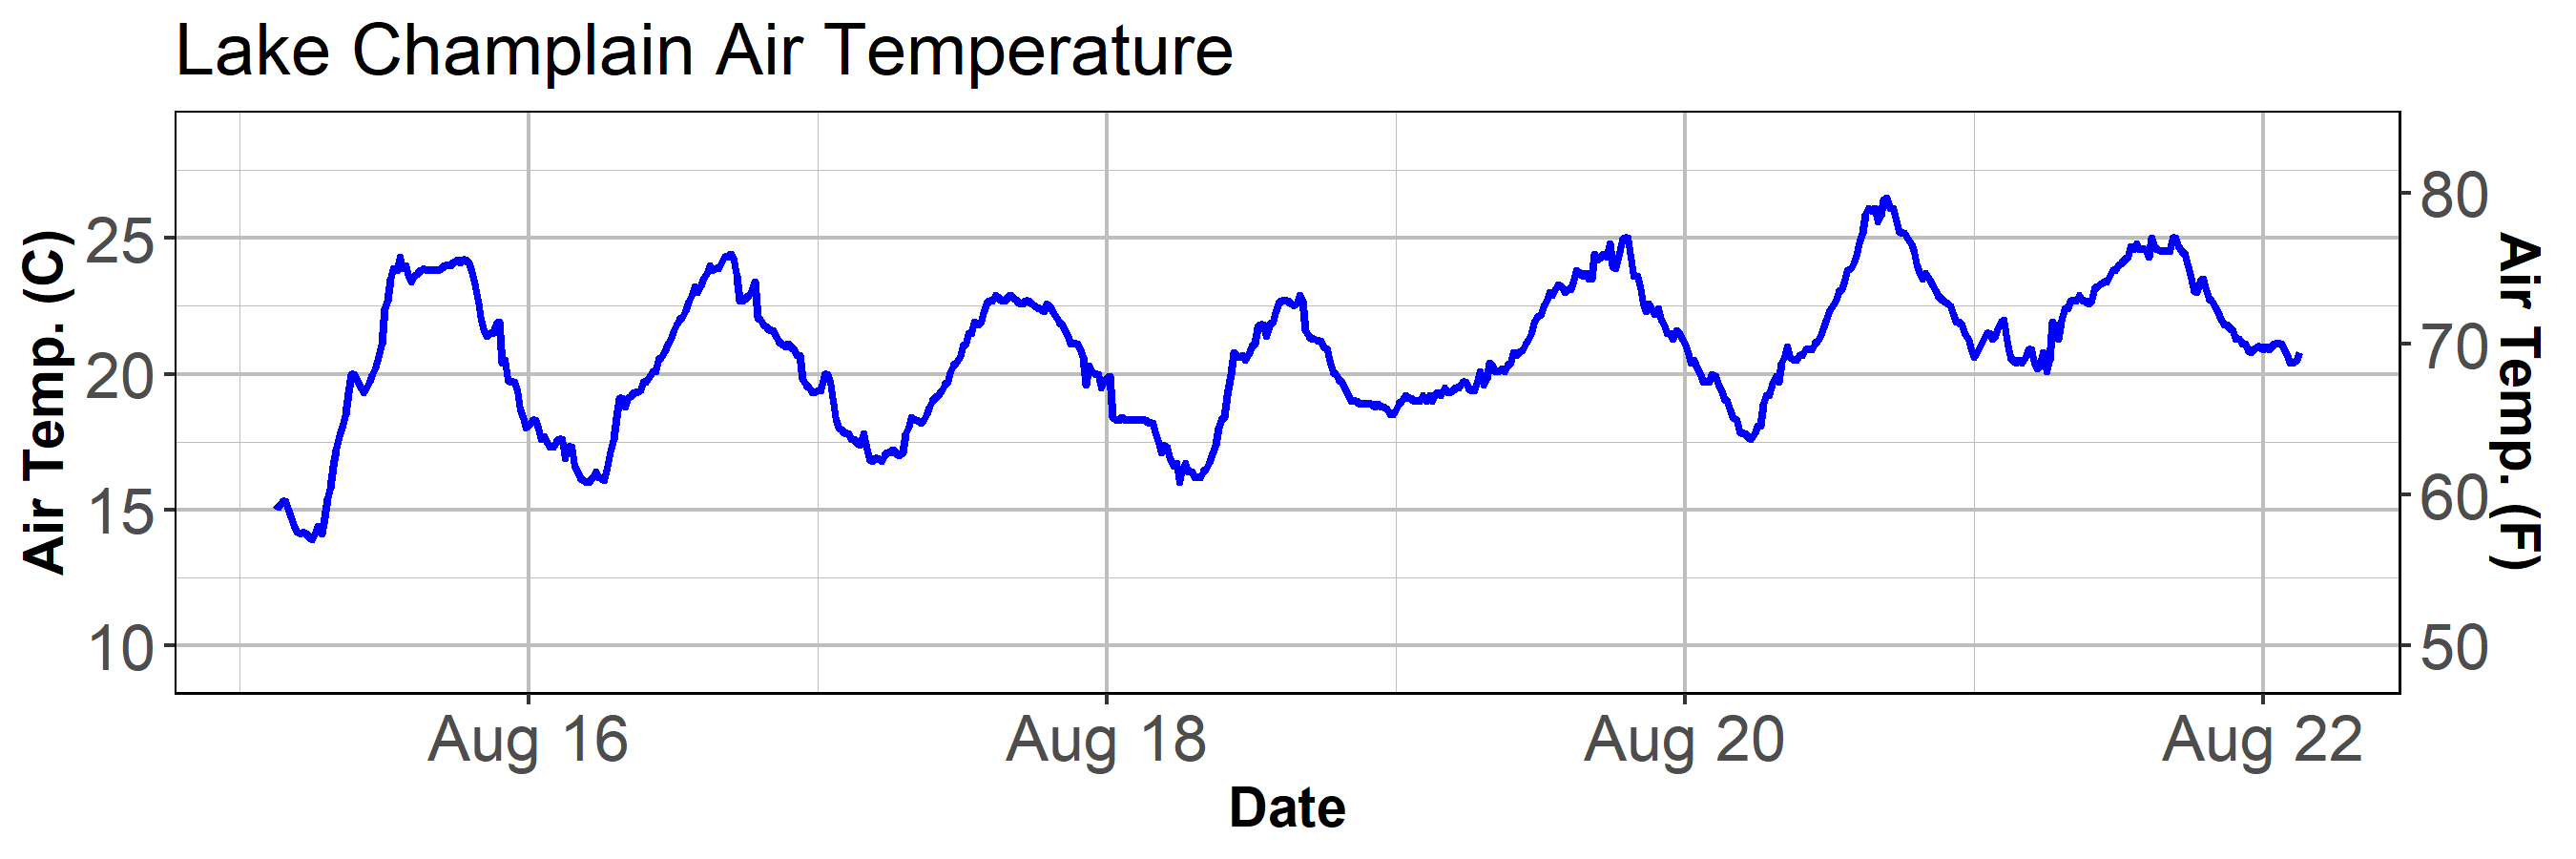 Lake Champlain Air Temperature
Air Temp. (C)
25
20
15
10
80
70
60
50
Air Temp. (F)
Aug 16 Aug 18 Aug 20 Aug 22
Date